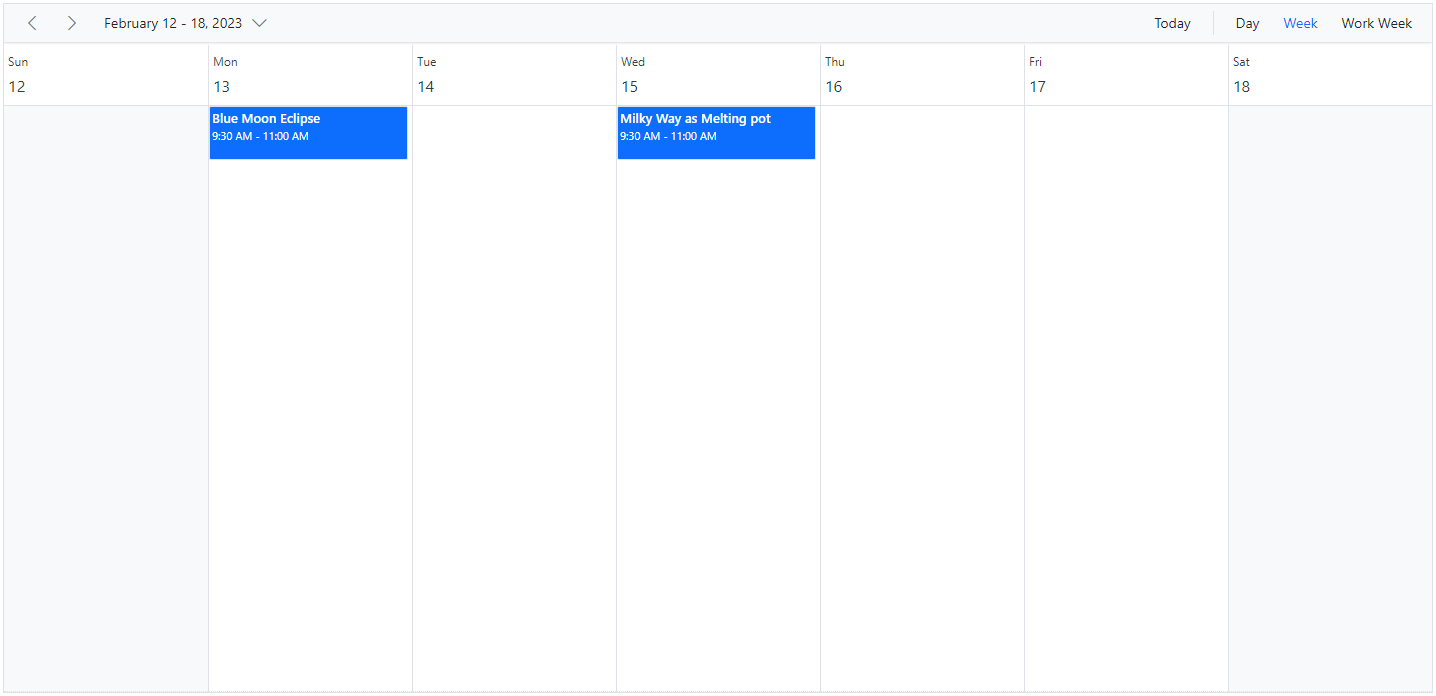 February 12 - 18, 2023 Today Day Week Work Week
Sun Mon Tue Wed Thu Fri Sat
12 13 14 15 16 17 18
Blue Moon Eclipse Milky Way as Melting pot
9:30 AM - 11:00 AM 9:30 AM - 11:00 AM